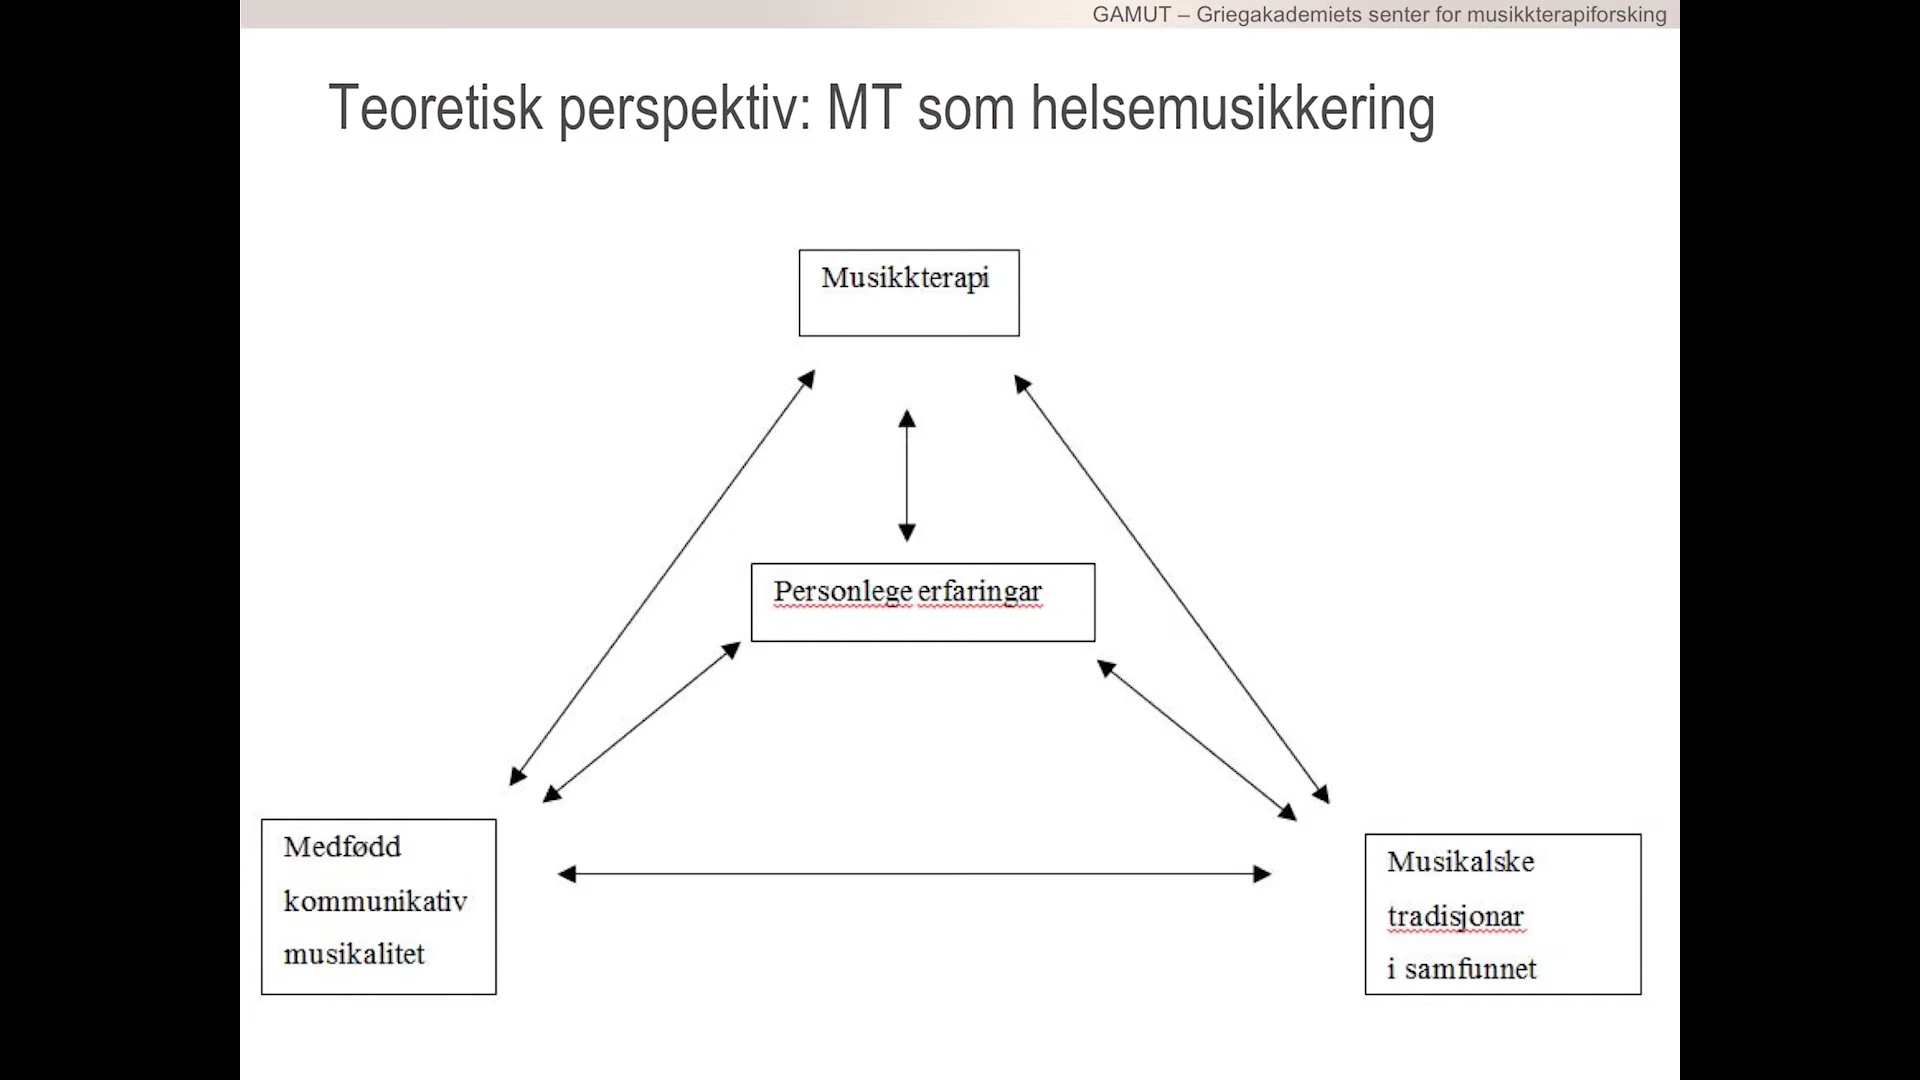 GAMUT – Griegakademiets senter for musikkterapiforsking
Teoretisk perspektiv: MT som helsemusikkering
Musikkterapi
Personlege erfaringar
Medfødd
kommunikativ
musikalitet
Musikalske
tradisjonar
i samfunnet